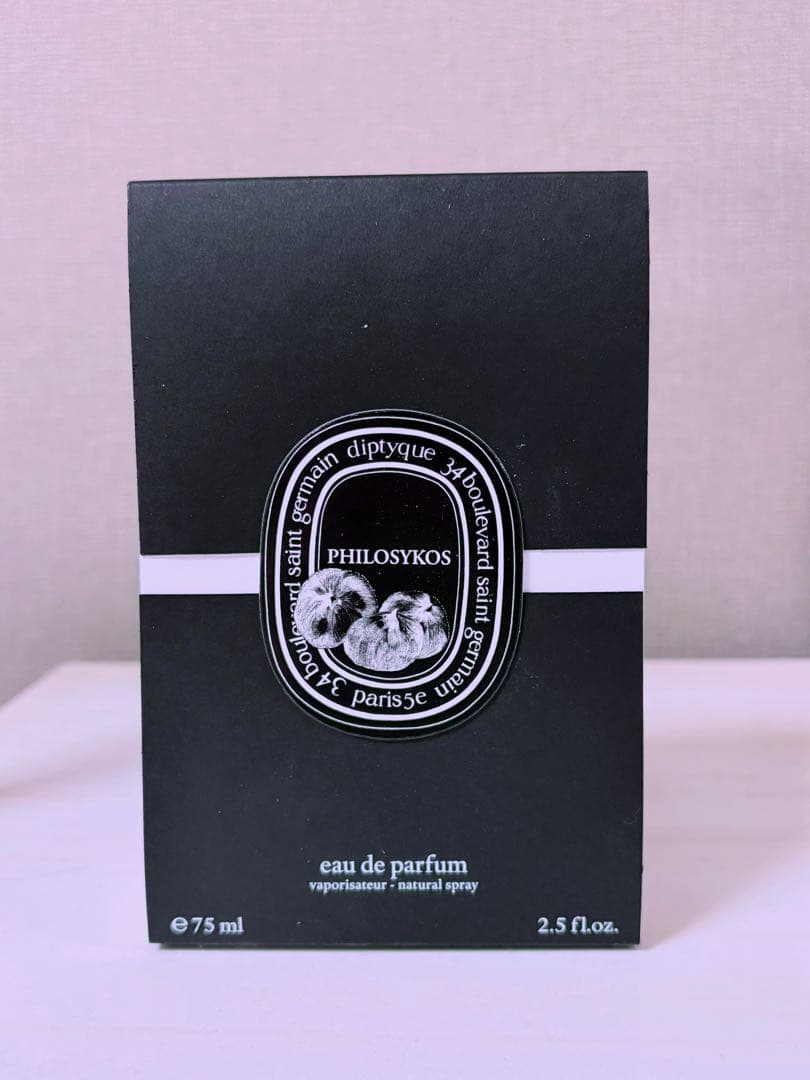 diptyque 34 boulevard saint germain paris 5e 34 boulevard saint germain
PHILOSYKOS
eau de parfum
vaporisateur - natural spray
e 75 ml
2.5 fl.oz.